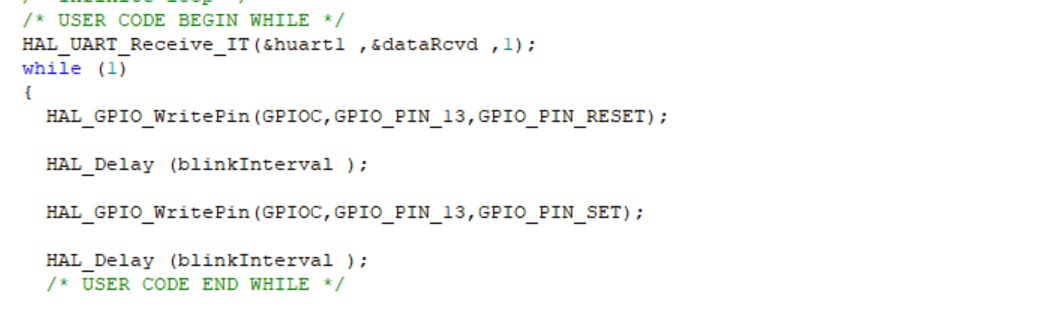 /* USER CODE BEGIN WHILE */
HAL_UART_Receive_IT(&huart1 ,&dataRcvd ,1);
while (1)
{
HAL_GPIO_WritePin(GPIOC,GPIO_PIN_13,GPIO_PIN_RESET);
HAL_Delay (blinkInterval );
HAL_GPIO_WritePin(GPIOC,GPIO_PIN_13,GPIO_PIN_SET);
HAL_Delay (blinkInterval );
/* USER CODE END WHILE */